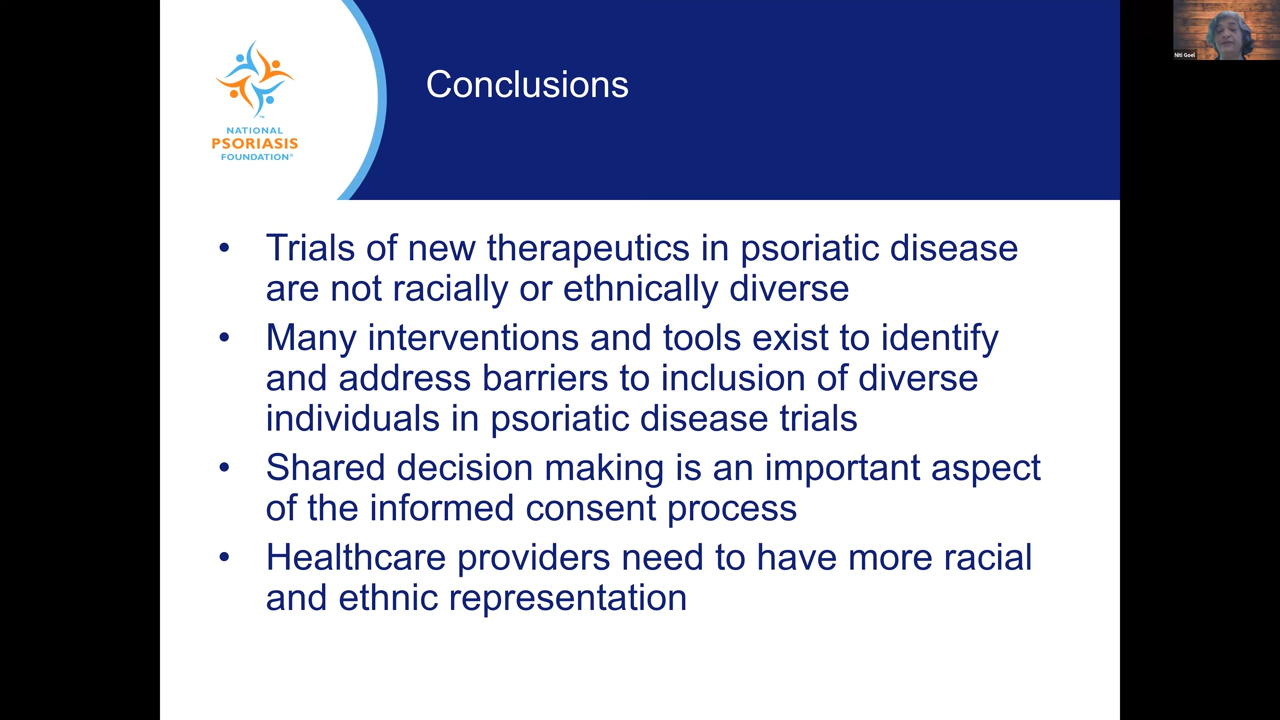 Niti Goel
Conclusions
NATIONAL
PSORIASIS
FOUNDATION®
• Trials of new therapeutics in psoriatic disease
are not racially or ethnically diverse
• Many interventions and tools exist to identify
and address barriers to inclusion of diverse
individuals in psoriatic disease trials
• Shared decision making is an important aspect
of the informed consent process
• Healthcare providers need to have more racial
and ethnic representation